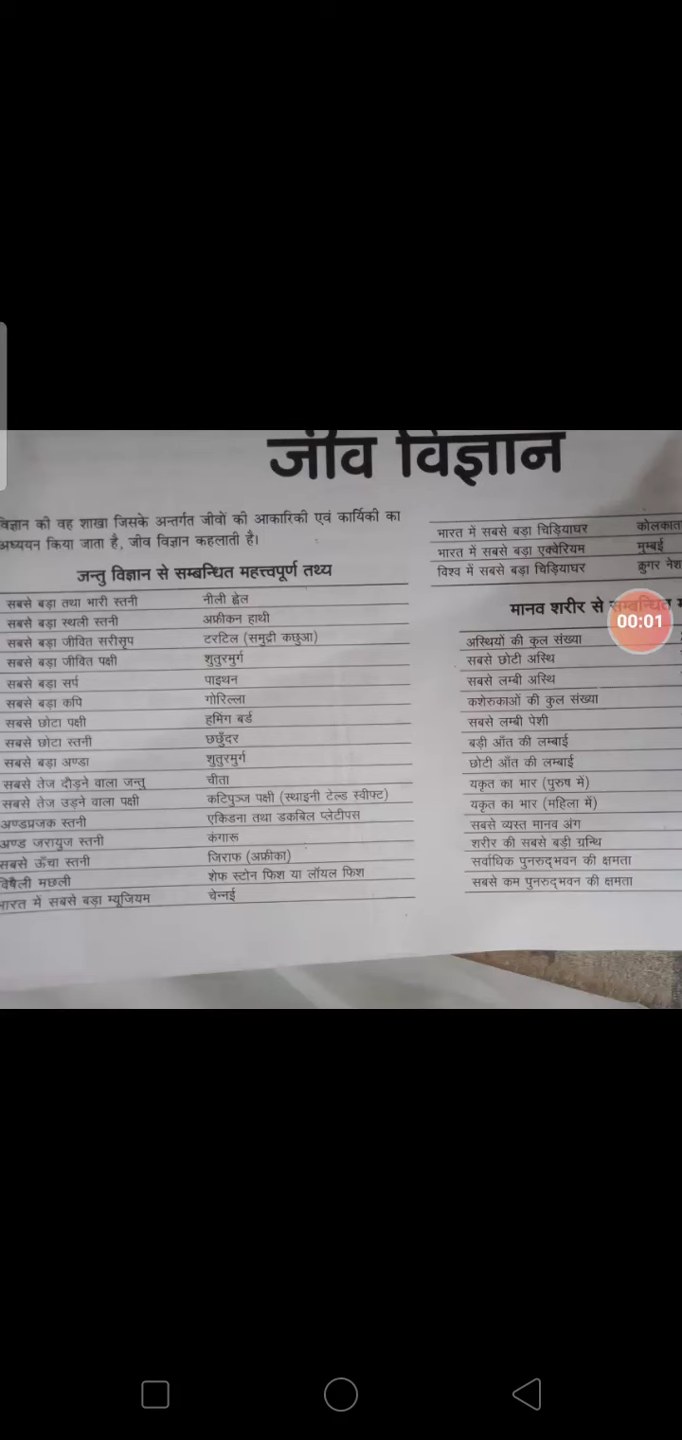 जीव विज्ञान
विज्ञान की वह शाखा जिसके अन्तर्गत जीवों की आकारिकी एवं कार्यिकी का
अध्ययन किया जाता है, जीव विज्ञान कहलाती है।
जन्तु विज्ञान से सम्बन्धित महत्त्वपूर्ण तथ्य
सबसे बड़ा तथा भारी स्तनी नीली ह्वेल
सबसे बड़ा स्थली स्तनी अफ्रीकन हाथी
सबसे बड़ा जीवित सरीसृप टरटिल (समुद्री कछुआ)
सबसे बड़ा जीवित पक्षी शुतुरमुर्ग
सबसे बड़ा सर्प पाइथन
सबसे बड़ा कपि गोरिल्ला
सबसे छोटा पक्षी हमिंग बर्ड
सबसे छोटा स्तनी छछुँदर
सबसे बड़ा अण्डा शुतुरमुर्ग
सबसे तेज दौड़ने वाला जन्तु चीता
सबसे तेज उड़ने वाला पक्षी कटिपुञ्ज पक्षी (स्थाइनी टेल्ड स्वीफ्ट)
अण्डप्रजक स्तनी एकिडना तथा डकबिल प्लेटीपस
अण्ड जरायुज स्तनी कंगारू
सबसे ऊँचा स्तनी जिराफ (अफ्रीका)
विषैली मछली शेफ स्टोन फिश या लॉयल फिश
भारत में सबसे बड़ा म्यूजियम चेन्नई
भारत में सबसे बड़ा चिड़ियाघर कोलकाता
भारत में सबसे बड़ा एक्वेरियम मुम्बई
विश्व में सबसे बड़ा चिड़ियाघर क्रुगर नेश
मानव शरीर से सम्बन्धित
00:01
अस्थियों की कुल संख्या
सबसे छोटी अस्थि
सबसे लम्बी अस्थि
कशेरुकाओं की कुल संख्या
सबसे लम्बी पेशी
बड़ी आँत की लम्बाई
छोटी आँत की लम्बाई
यकृत का भार (पुरुष में)
यकृत का भार (महिला में)
सबसे व्यस्त मानव अंग
शरीर की सबसे बड़ी ग्रन्थि
सर्वाधिक पुनरुद्भवन की क्षमता
सबसे कम पुनरुद्भवन की क्षमता